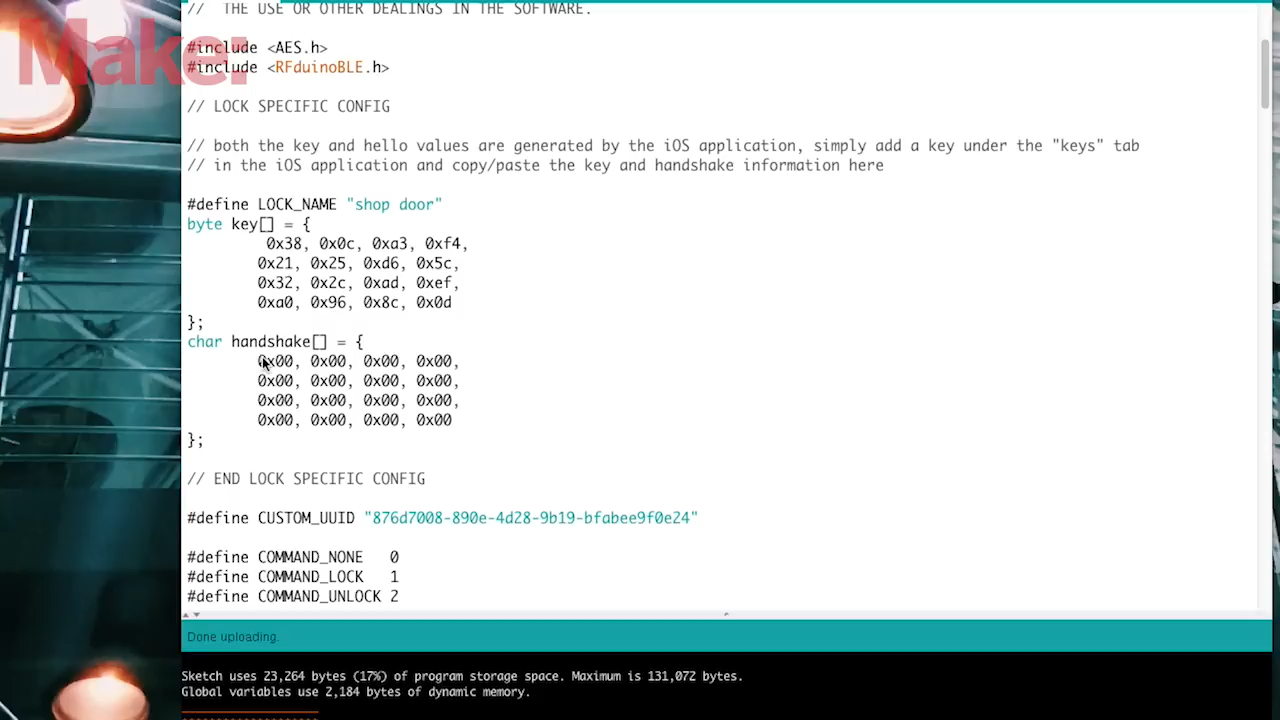 //  THE USE OR OTHER DEALINGS IN THE SOFTWARE.
Make:
#include <AES.h>
#include <RFduinoBLE.h>
// LOCK SPECIFIC CONFIG
// both the key and hello values are generated by the iOS application, simply add a key under the "keys" tab
// in the iOS application and copy/paste the key and handshake information here
#define LOCK_NAME "shop door"
byte key[] = {
0x38, 0x0c, 0xa3, 0xf4,
0x21, 0x25, 0xd6, 0x5c,
0x32, 0x2c, 0xad, 0xef,
0xa0, 0x96, 0x8c, 0x0d
};
char handshake[] = {
0x00, 0x00, 0x00, 0x00,
0x00, 0x00, 0x00, 0x00,
0x00, 0x00, 0x00, 0x00,
0x00, 0x00, 0x00, 0x00
};
// END LOCK SPECIFIC CONFIG
#define CUSTOM_UUID "876d7008-890e-4d28-9b19-bfabee9f0e24"
#define COMMAND_NONE   0
#define COMMAND_LOCK   1
#define COMMAND_UNLOCK 2
Done uploading.
Sketch uses 23,264 bytes (17%) of program storage space. Maximum is 131,072 bytes.
Global variables use 2,184 bytes of dynamic memory.